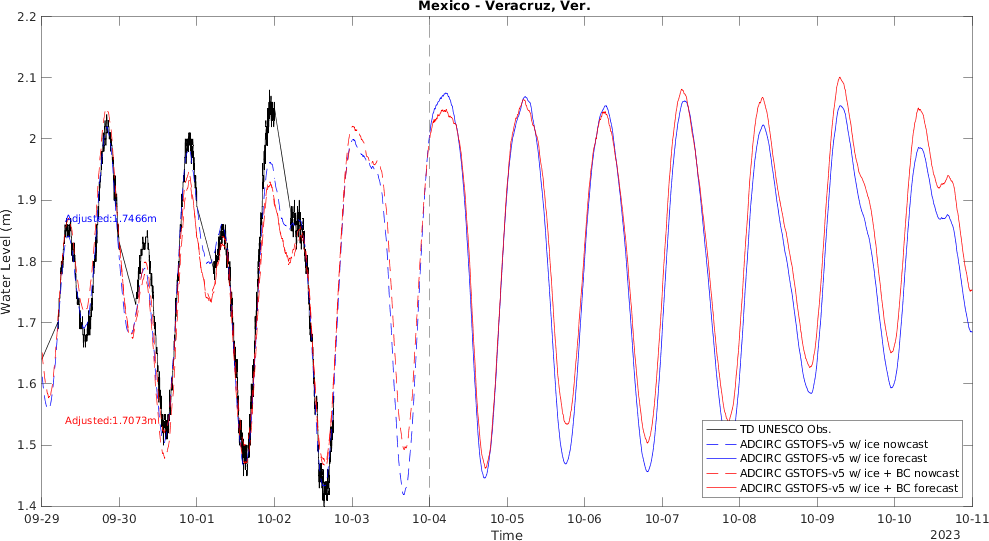 Mexico - Veracruz, Ver.
2.2
2.1
2
1.9
1.8
1.7
1.6
1.5
1.4
Water Level (m)
Adjusted:1.7466m
Adjusted:1.7073m
TD UNESCO Obs.
ADCIRC GSTOFS-v5 w/ ice nowcast
ADCIRC GSTOFS-v5 w/ ice forecast
ADCIRC GSTOFS-v5 w/ ice + BC nowcast
ADCIRC GSTOFS-v5 w/ ice + BC forecast
09-29 09-30 10-01 10-02 10-03 10-04 10-05 10-06 10-07 10-08 10-09 10-10 10-11
Time
2023